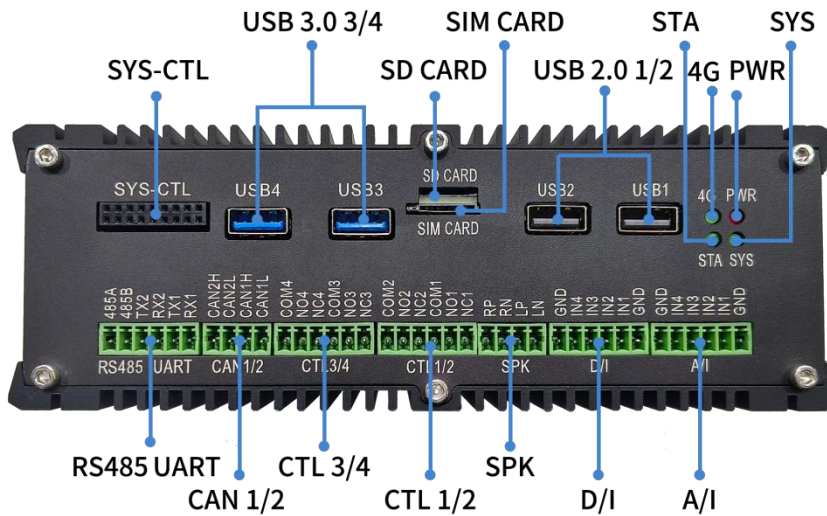 USB 3.0 3/4
SIM CARD
STA
SYS
SYS-CTL
SD CARD
USB 2.0 1/2
4G
PWR
SYS-CTL
USB4
USB3
SD CARD
SIM CARD
USB2
USB1
4G PWR
STA SYS
485A
485B
TX2
RX2
TX1
RX1
CAN2H
CAN2L
CAN1H
CAN1L
COM4
NO4
NC4
COM3
NO3
NC3
COM2
NO2
NC2
COM1
NO1
NC1
RP
RN
LP
LN
GND
IN4
IN3
IN2
IN1
GND
GND
IN4
IN3
IN2
IN1
GND
RS485 UART
CAN1/2
CTL3/4
CTL1/2
SPK
D/I
A/I
RS485 UART
CTL 3/4
SPK
CAN 1/2
CTL 1/2
D/I
A/I